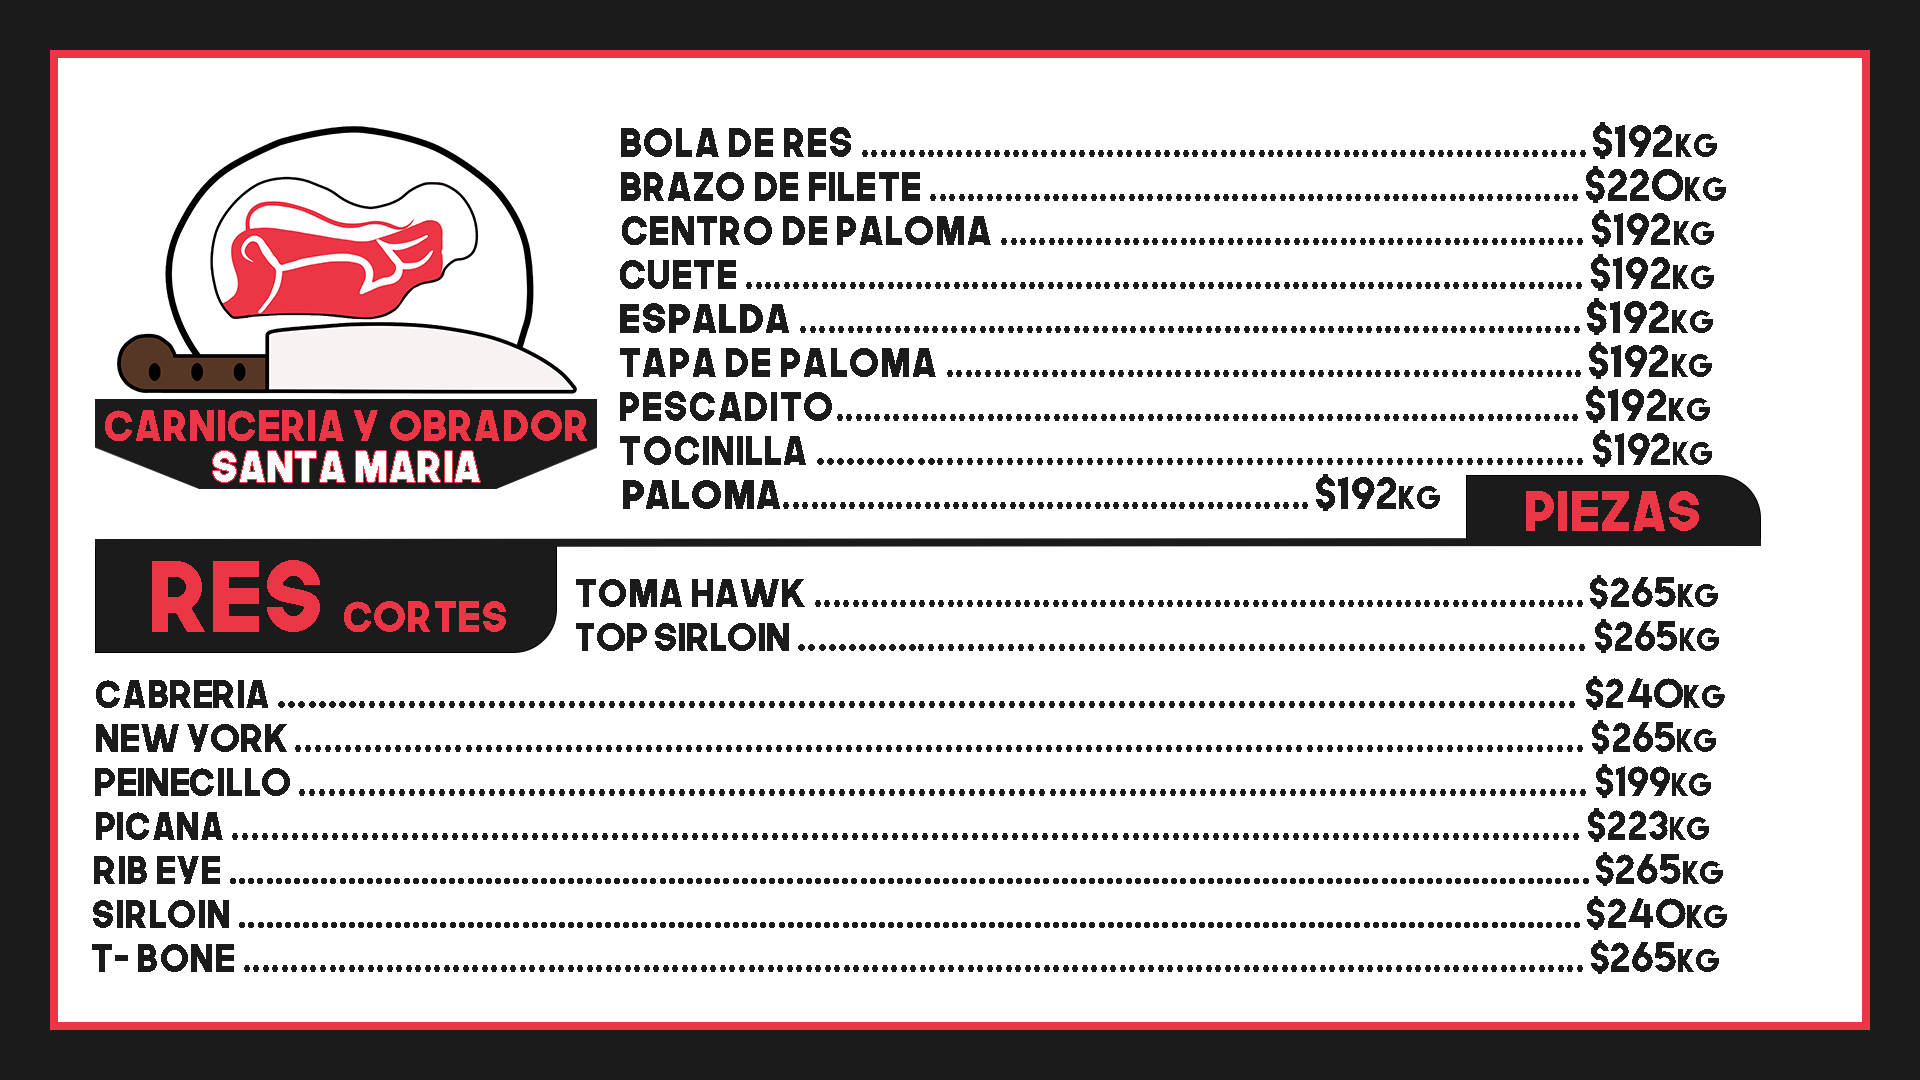 CARNICERIA Y OBRADOR
SANTA MARIA
BOLA DE RES ........................ $192KG
BRAZO DE FILETE ........................ $220KG
CENTRO DE PALOMA ........................ $192KG
CUETE ........................ $192KG
ESPALDA ........................ $192KG
TAPA DE PALOMA ........................ $192KG
PESCADITO ........................ $192KG
TOCINILLA ........................ $192KG
PALOMA ........................ $192KG
PIEZAS
RES CORTES
TOMA HAWK ........................ $265KG
TOP SIRLOIN ........................ $265KG
CABRERIA ........................ $240KG
NEW YORK ........................ $265KG
PEINECILLO ........................ $199KG
PICANA ........................ $223KG
RIB EYE ........................ $265KG
SIRLOIN ........................ $240KG
T- BONE ........................ $265KG